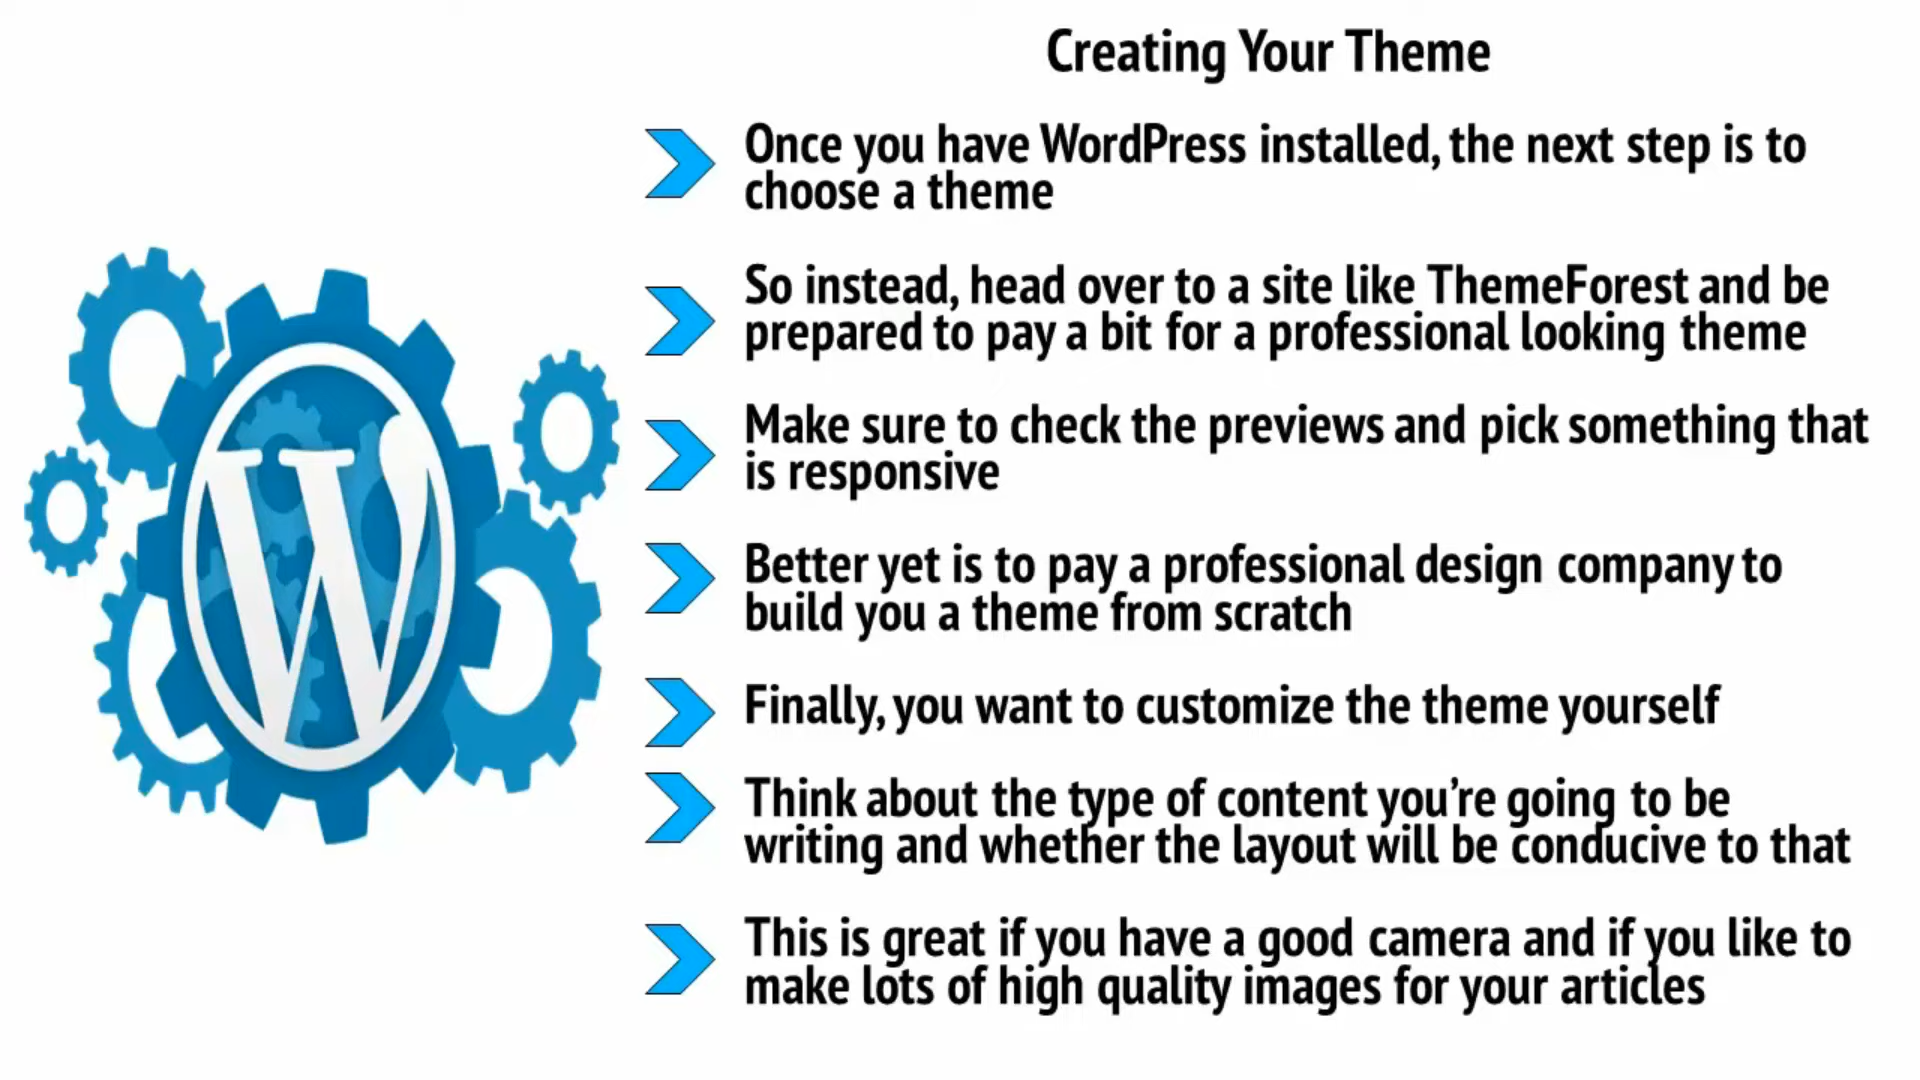 Creating Your Theme
Once you have WordPress installed, the next step is to
choose a theme
So instead, head over to a site like ThemeForest and be
prepared to pay a bit for a professional looking theme
Make sure to check the previews and pick something that
is responsive
Better yet is to pay a professional design company to
build you a theme from scratch
Finally, you want to customize the theme yourself
Think about the type of content you’re going to be
writing and whether the layout will be conducive to that
This is great if you have a good camera and if you like to
make lots of high quality images for your articles
W